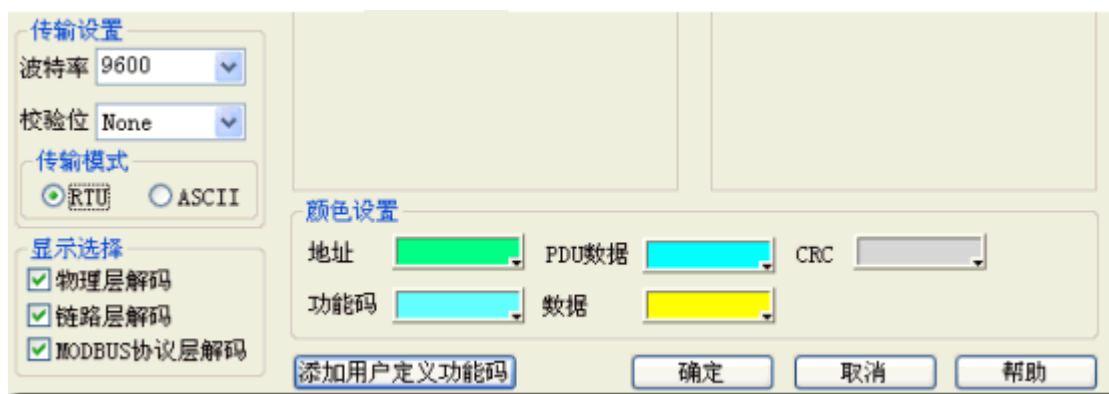 传输设置
波特率 9600
校验位 None
传输模式
RTU ASCII
显示选择
物理层解码
链路层解码
MODBUS协议层解码
颜色设置
地址 PDU数据 CRC
功能码 数据
添加用户定义功能码 确定 取消 帮助